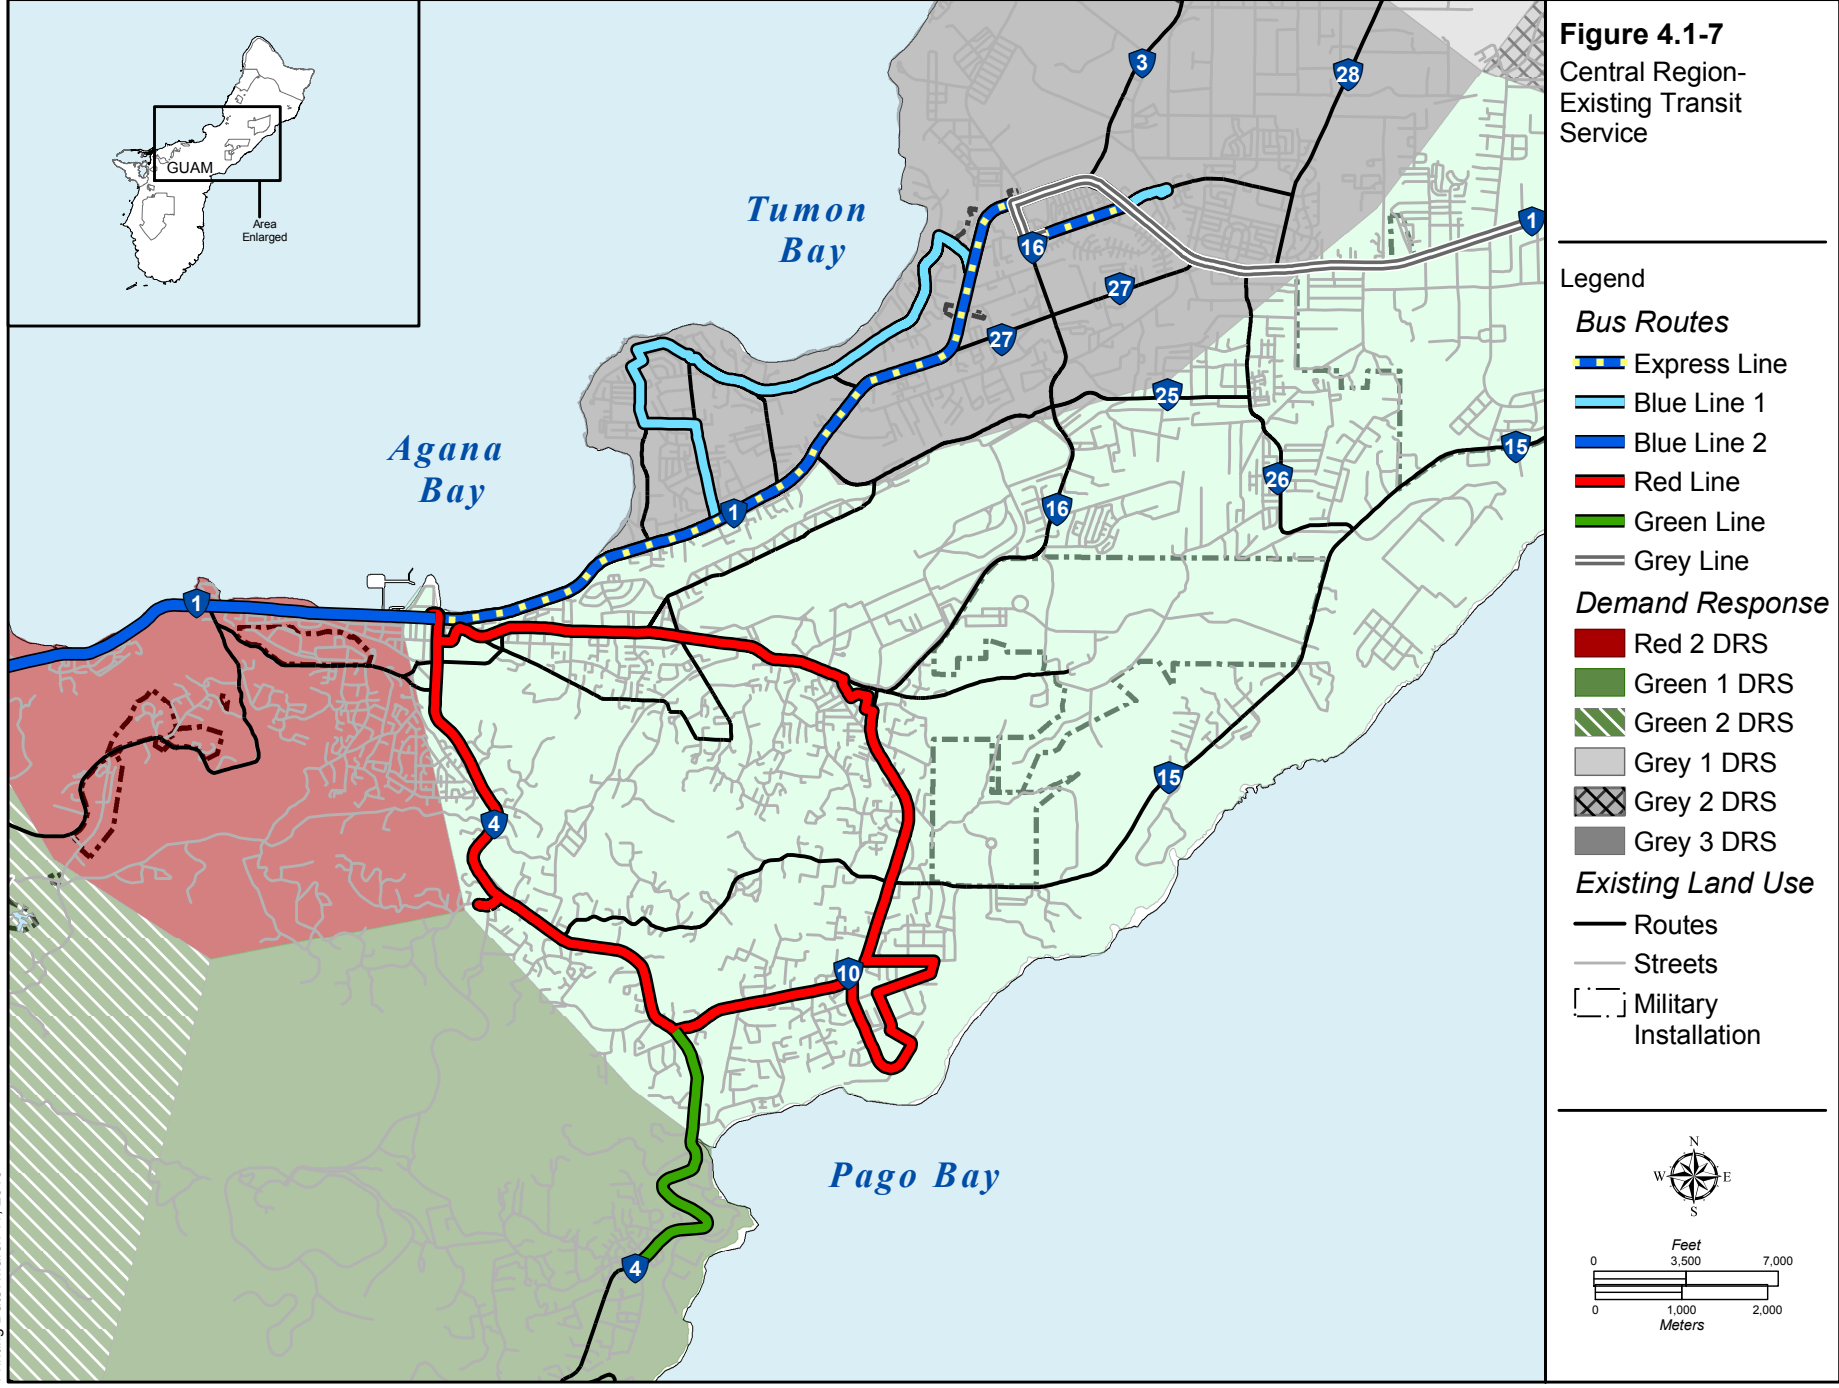 Figure 4.1-7
Central Region-
Existing Transit
Service
Legend
Bus Routes
Express Line
Blue Line 1
Blue Line 2
Red Line
Green Line
Grey Line
Demand Response
Red 2 DRS
Green 1 DRS
Green 2 DRS
Grey 1 DRS
Grey 2 DRS
Grey 3 DRS
Existing Land Use
Routes
Streets
Military
Installation
N
W E
S
Feet
0 3,500 7,000
0 1,000 2,000
Meters
GUAM
Area
Enlarged
Tumon
Bay
Agana
Bay
Pago Bay
3
28
1
16
27
27
25
15
26
16
1
1
4
15
10
4